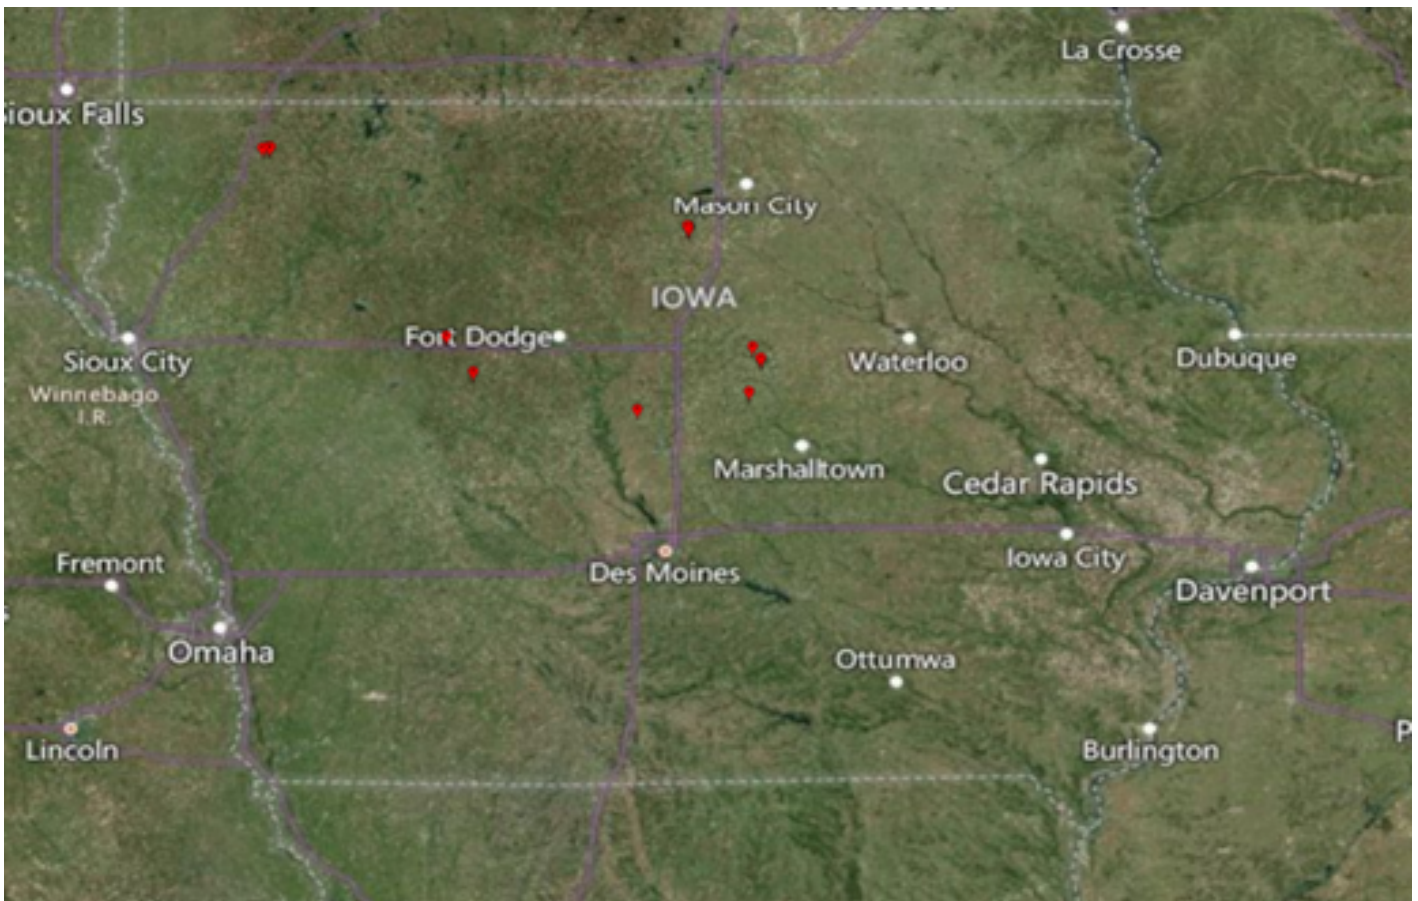 La Crosse
Sioux Falls
Mason City
IOWA
Fort Dodge
Sioux City
Waterloo
Dubuque
Winnebago
I.R.
Marshalltown
Cedar Rapids
Fremont
Des Moines
Iowa City
Davenport
Omaha
Ottumwa
Lincoln
Burlington
P